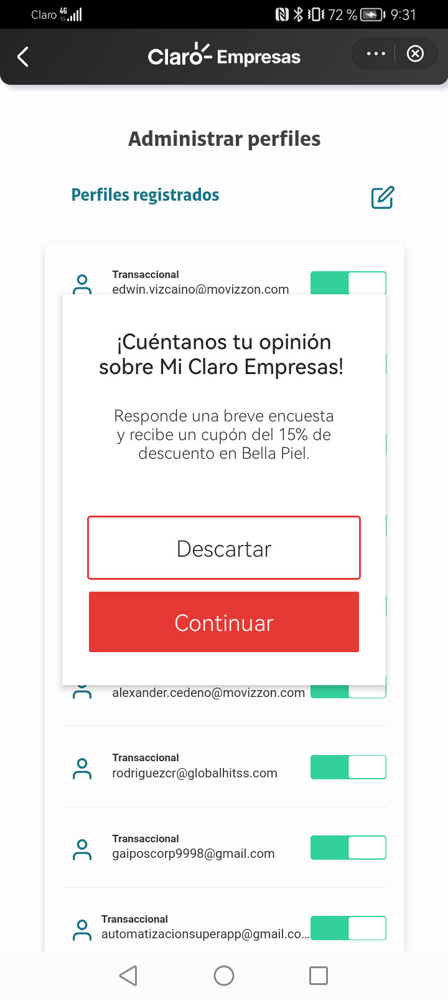 Claro 4G 72 % 9:31
Claro- Empresas
Administrar perfiles
Perfiles registrados
Transaccional
edwin.vizcaino@movizzon.com
¡Cuéntanos tu opinión
sobre Mi Claro Empresas!
Responde una breve encuesta
y recibe un cupón del 15% de
descuento en Bella Piel.
Descartar
Continuar
alexander.cedeno@movizzon.com
Transaccional
rodriguezcr@globalhitss.com
Transaccional
gaiposcorp9998@gmail.com
Transaccional
automatizacionsuperapp@gmail.co...